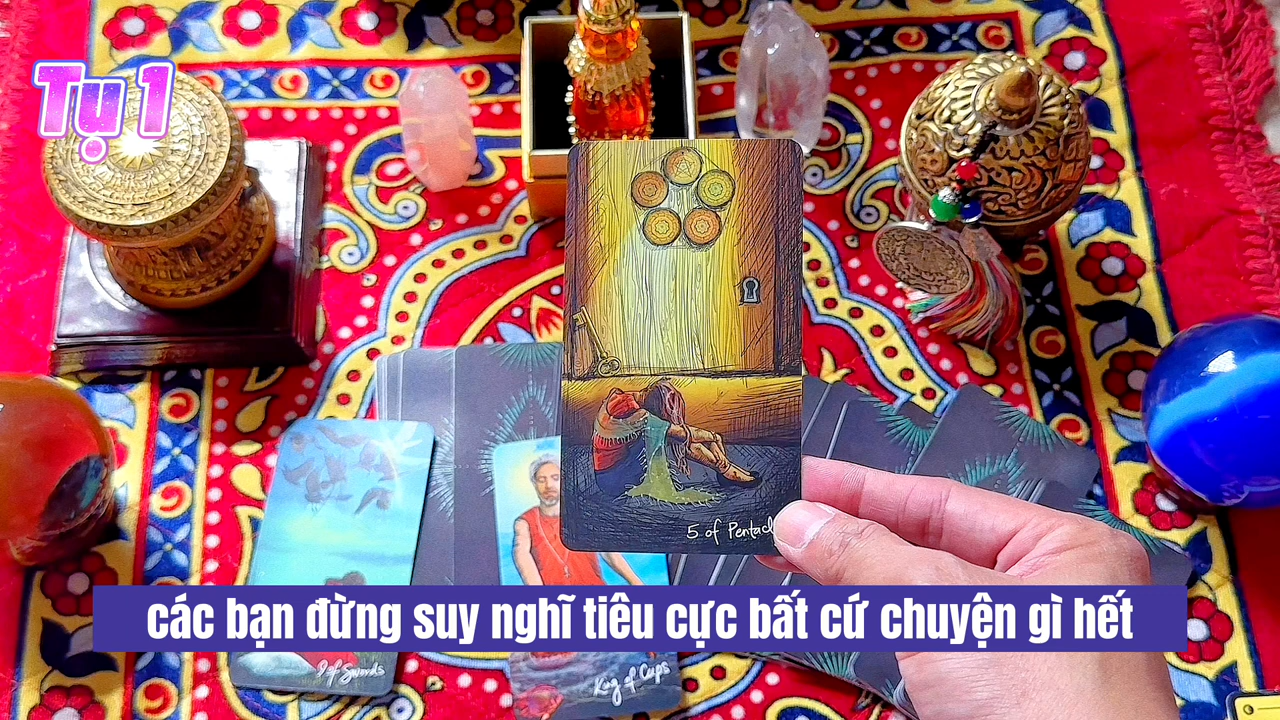 Tụ 1
5 of Pentacl
các bạn đừng suy nghĩ tiêu cực bất cứ chuyện gì hết
9 of Swords
King of Cups